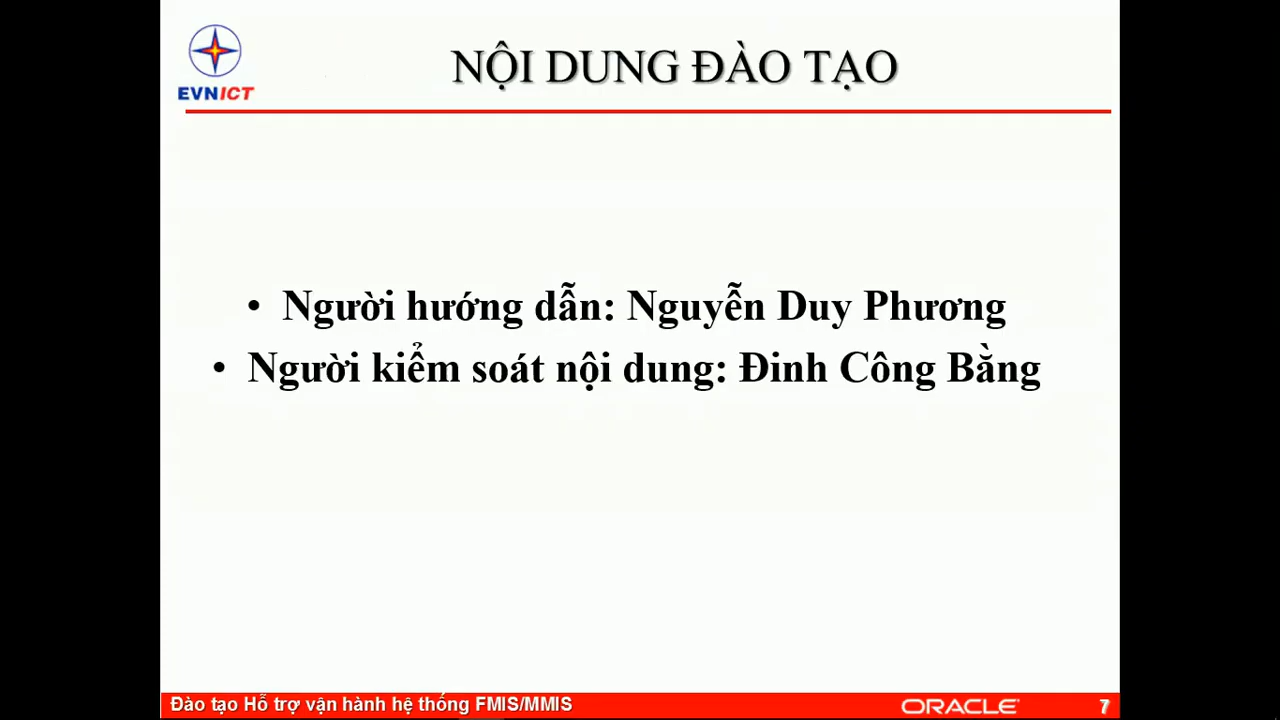 EVNICT
NỘI DUNG ĐÀO TẠO
• Người hướng dẫn: Nguyễn Duy Phương
• Người kiểm soát nội dung: Đinh Công Bằng
Đào tạo Hỗ trợ vận hành hệ thống FMIS/MMIS
ORACLE
7